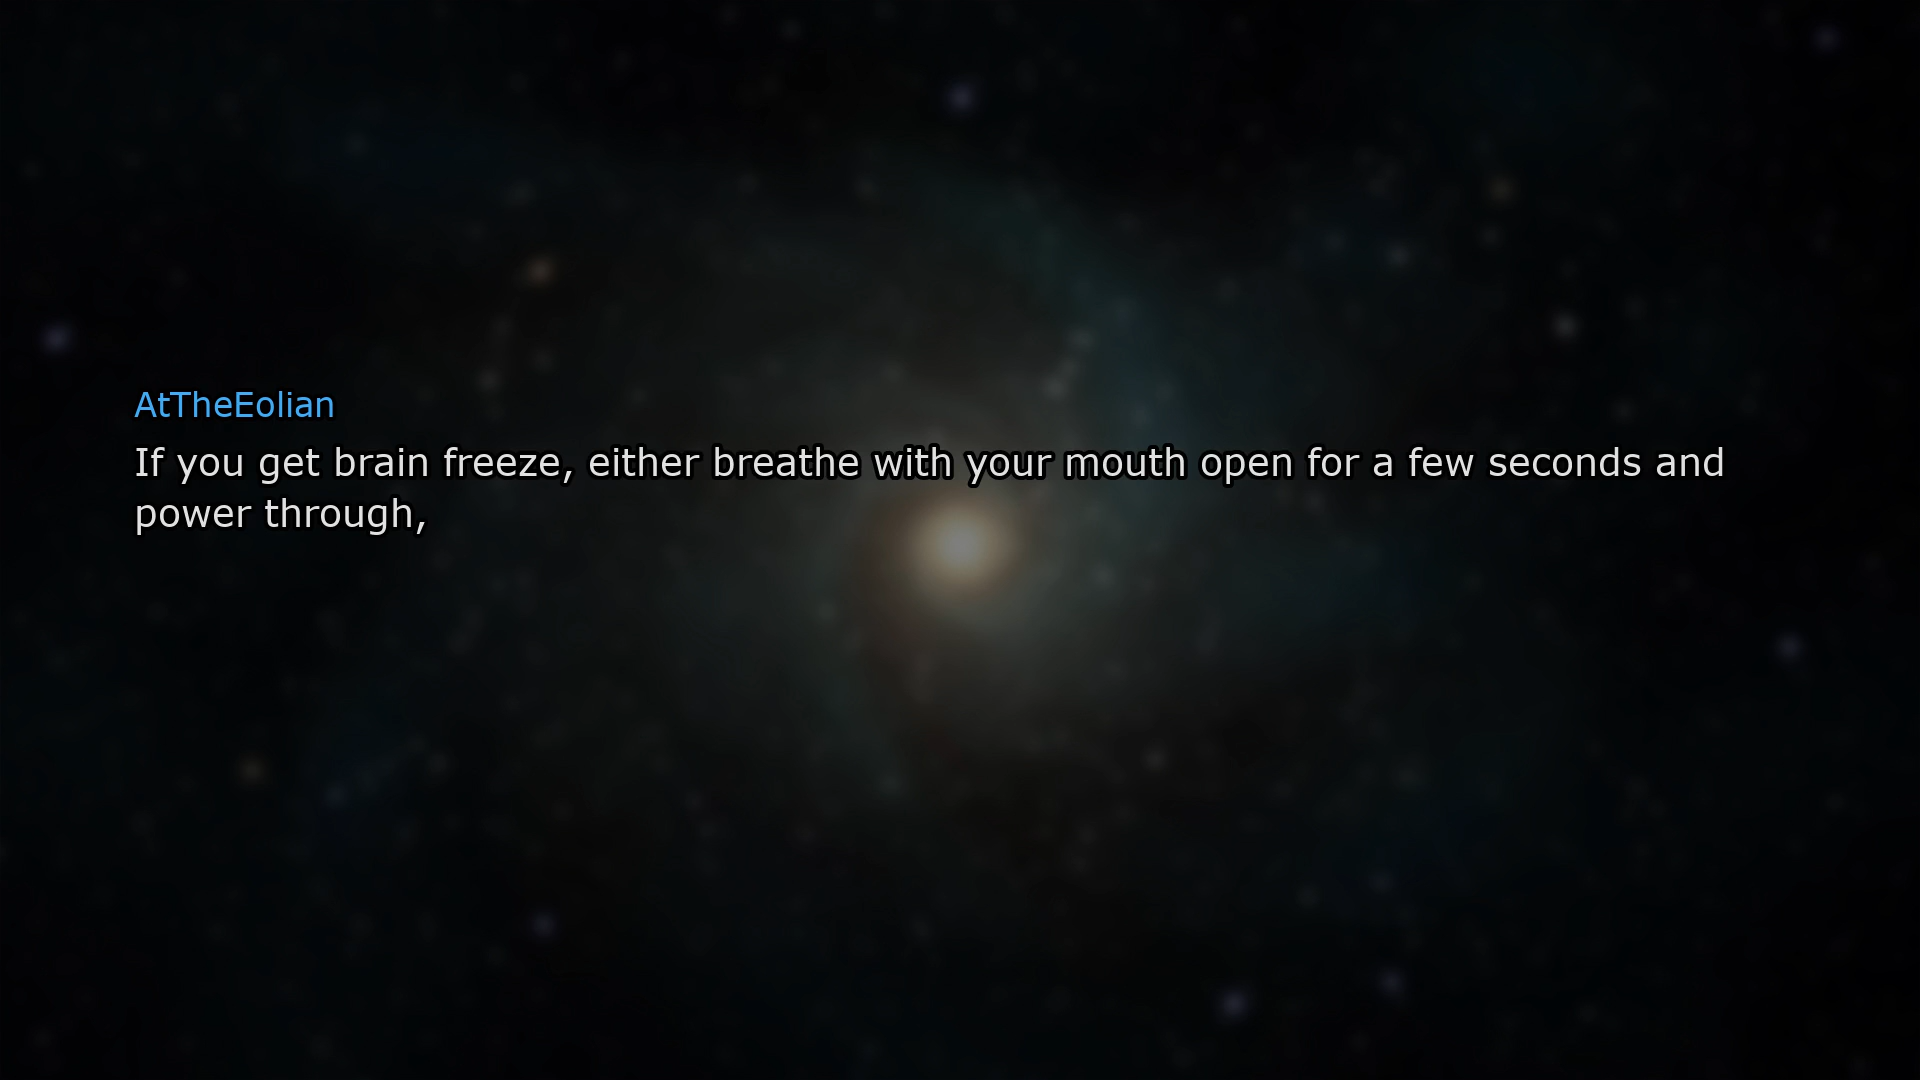 AtTheEolian
If you get brain freeze, either breathe with your mouth open for a few seconds and
power through,